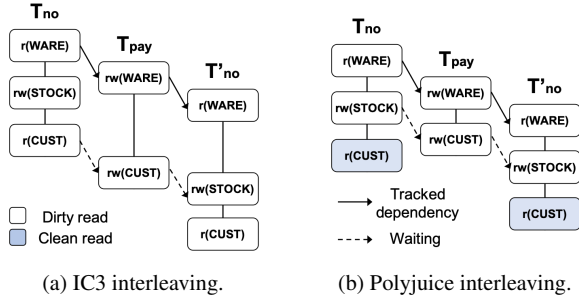 Tno
Tpay
T'no
r(WARE)
rw(WARE)
r(WARE)
rw(STOCK)
r(CUST)
rw(CUST)
rw(STOCK)
r(CUST)
Dirty read
Clean read
(a) IC3 interleaving.
Tno
Tpay
T'no
r(WARE)
rw(WARE)
r(WARE)
rw(STOCK)
rw(CUST)
r(CUST)
rw(STOCK)
r(CUST)
Tracked
dependency
Waiting
(b) Polyjuice interleaving.